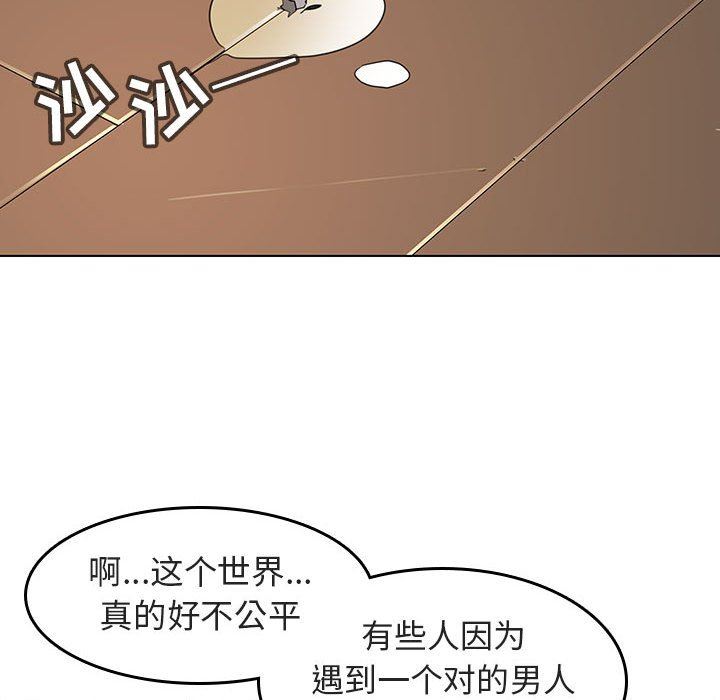 沙沙——
啊...这个世界...
真的好不公平
有些人因为
遇到一个对的男人